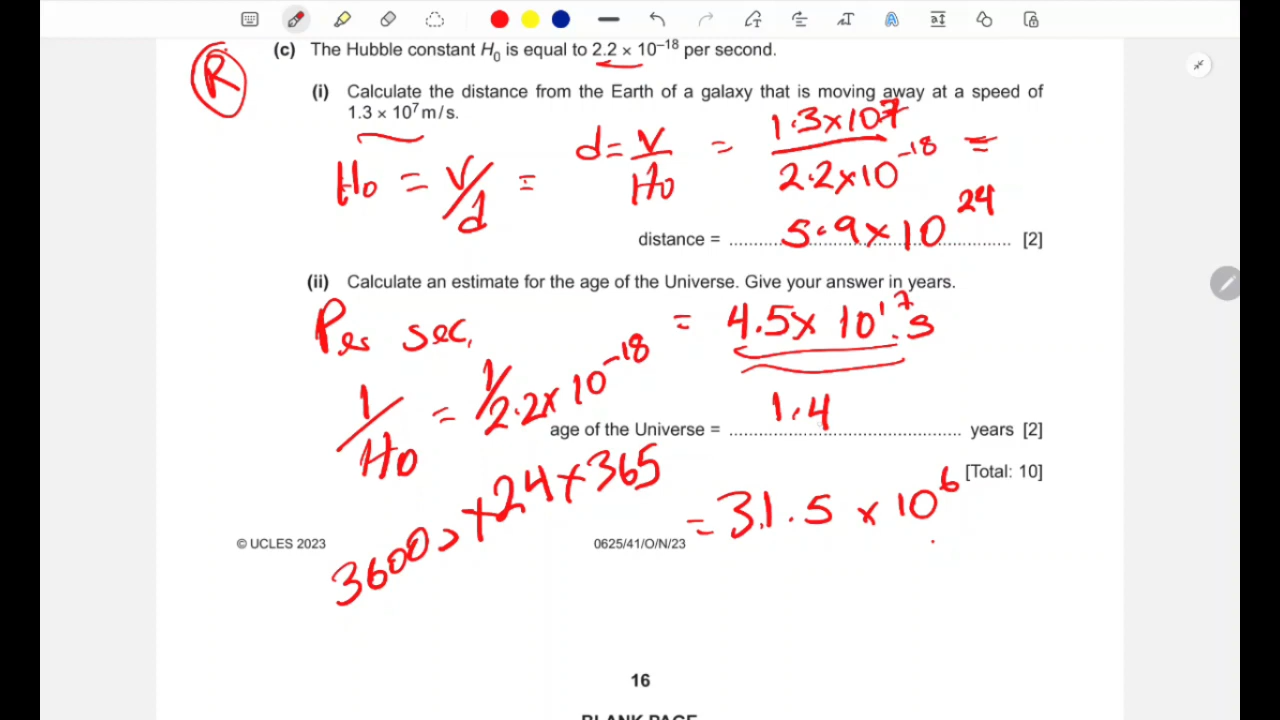 (c) The Hubble constant H₀ is equal to 2.2 × 10⁻¹⁸ per second.
R
(i) Calculate the distance from the Earth of a galaxy that is moving away at a speed of
1.3 × 10⁷ m/s.
H₀ = v/d = d = v/H₀ = 1.3×10⁷/2.2×10⁻¹⁸ =
distance = 5.9×10²⁴ [2]
(ii) Calculate an estimate for the age of the Universe. Give your answer in years.
Per sec. = 4.5× 10¹⁷ s
1/H₀ = 1/2.2× 10⁻¹⁸
age of the Universe = 1.4 years [2]
[Total: 10]
3600 × 24 × 365 = 31.5 × 10⁶
© UCLES 2023 0625/41/O/N/23
16
BLANK PAGE